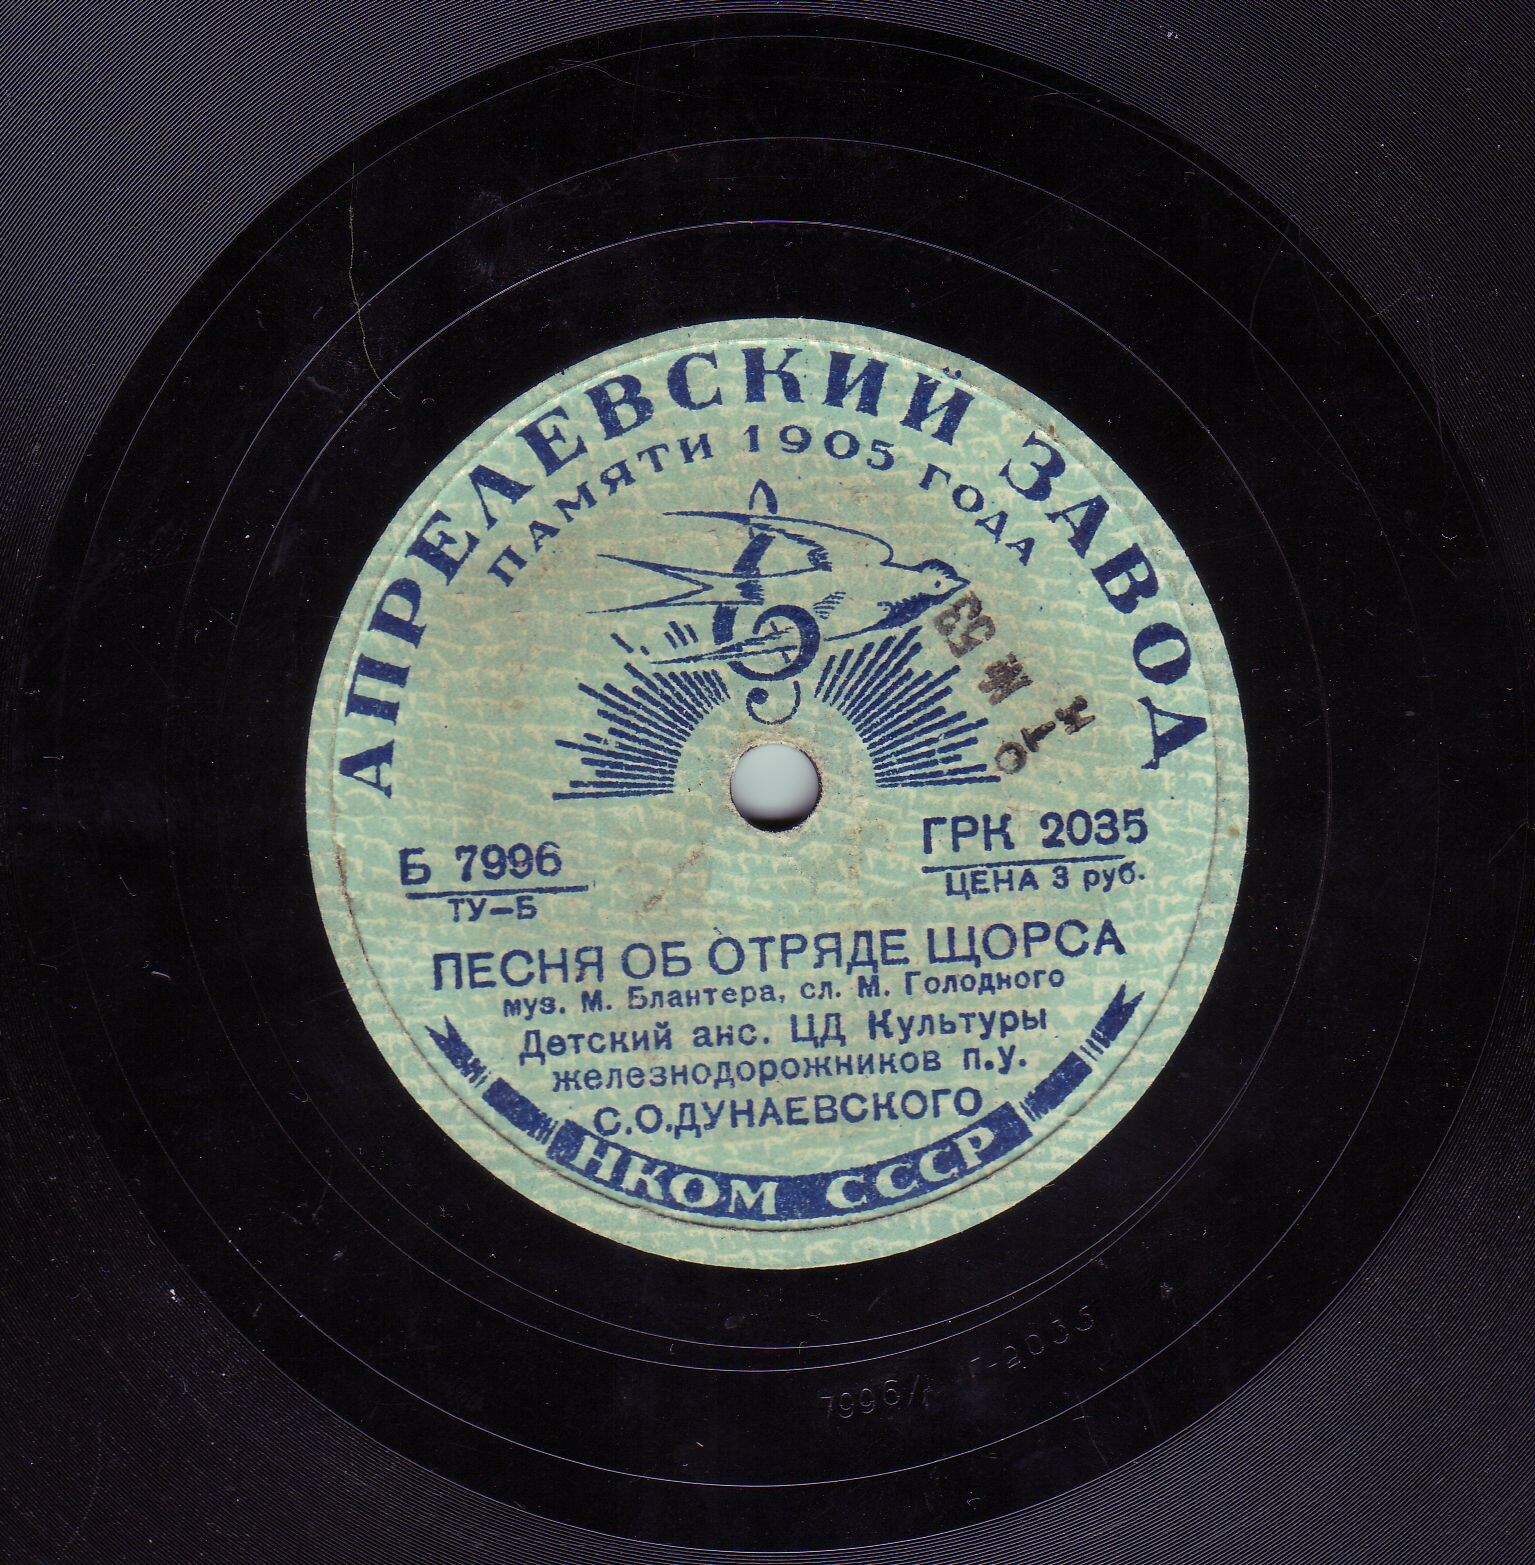 АПРЕЛЕВСКИЙ ЗАВОД
ПАМЯТИ 1905 ГОДА
Б 7996
ТУ-Б
ГРК 2035
ЦЕНА 3 руб.
ПЕСНЯ ОБ ОТРЯДЕ ЩОРСА
муз. М. Блантера, сл. М. Голодного
Детский анс. ЦД Культуры
железнодорожников п.у.
С.О.ДУНАЕВСКОГО
НКОМ СССР